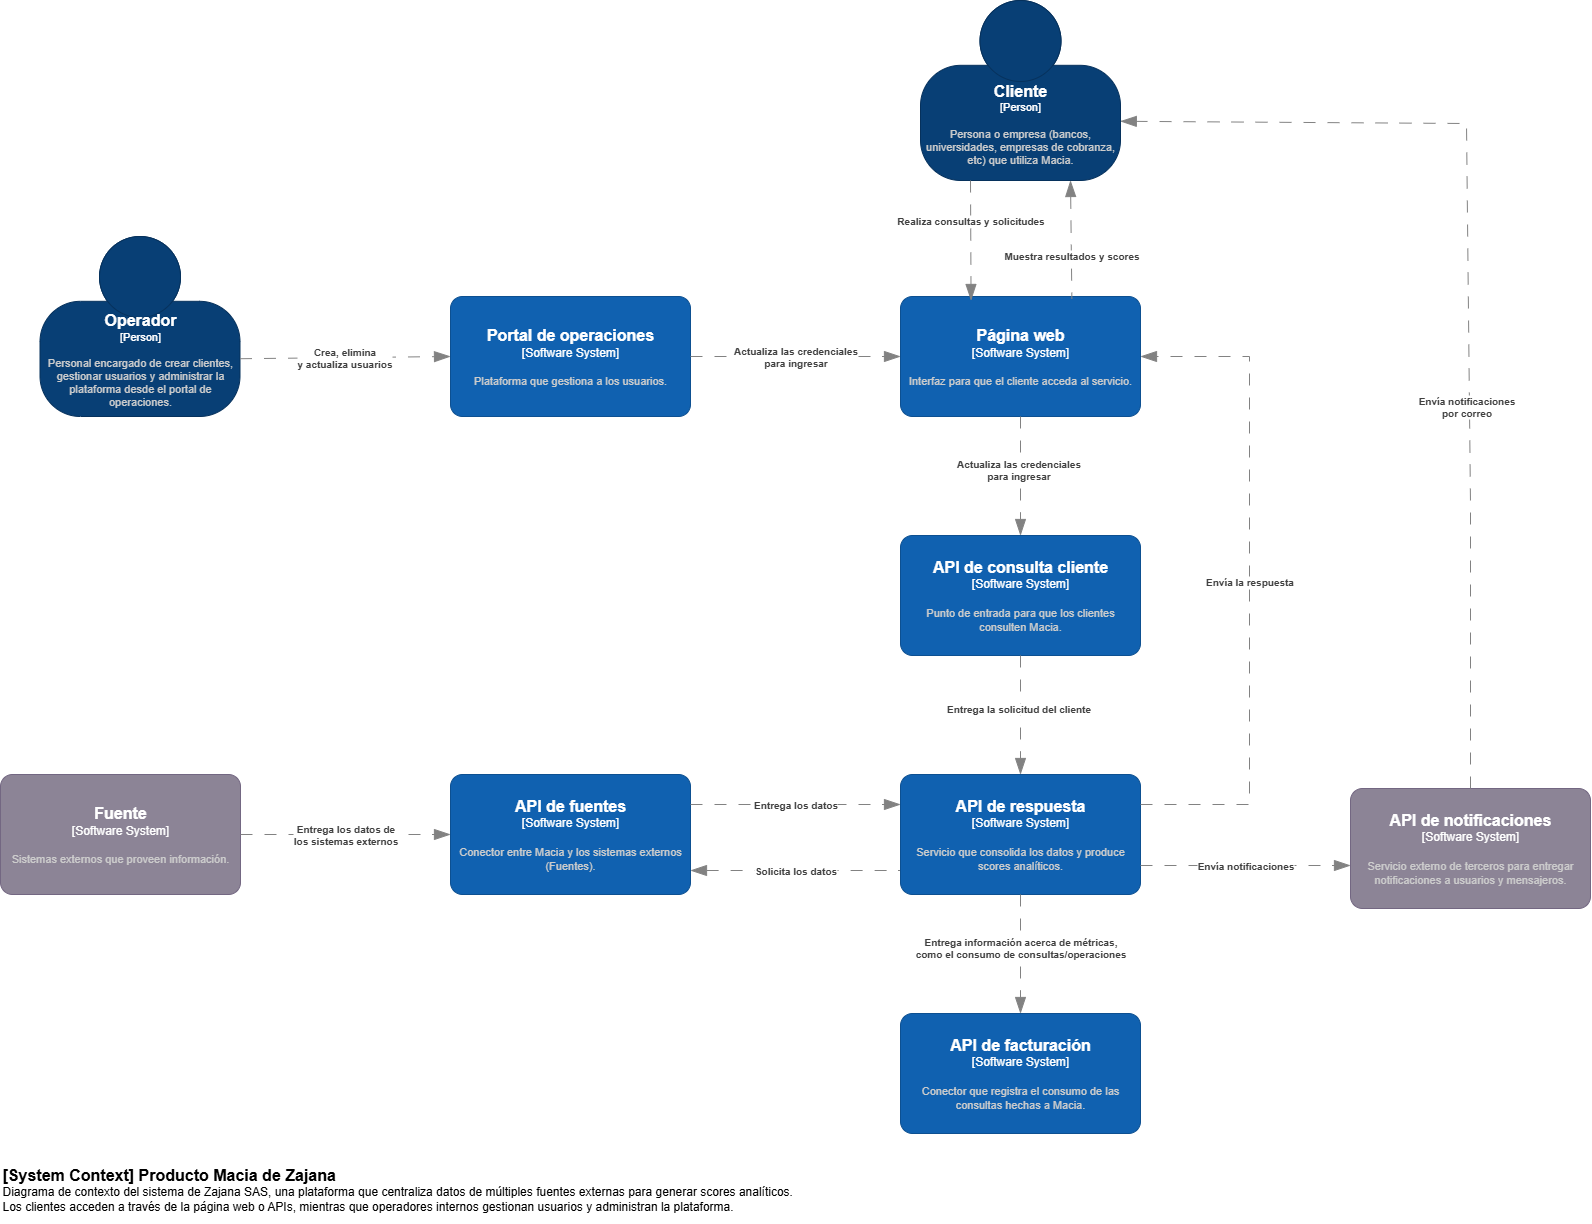 Cliente
[Person]
Persona o empresa (bancos,
universidades, empresas de cobranza,
etc) que utiliza Macia.
Realiza consultas y solicitudes
Muestra resultados y scores
Operador
[Person]
Personal encargado de crear clientes,
gestionar usuarios y administrar la
plataforma desde el portal de
operaciones.
Crea, elimina
y actualiza usuarios
Portal de operaciones
[Software System]
Plataforma que gestiona a los usuarios.
Actualiza las credenciales
para ingresar
Página web
[Software System]
Interfaz para que el cliente acceda al servicio.
Envía notificaciones
por correo
Actualiza las credenciales
para ingresar
API de consulta cliente
[Software System]
Punto de entrada para que los clientes
consulten Macia.
Envía la respuesta
Entrega la solicitud del cliente
Fuente
[Software System]
Sistemas externos que proveen información.
Entrega los datos de
los sistemas externos
API de fuentes
[Software System]
Conector entre Macia y los sistemas externos
(Fuentes).
Entrega los datos
Solicita los datos
API de respuesta
[Software System]
Servicio que consolida los datos y produce
scores analíticos.
Envía notificaciones
API de notificaciones
[Software System]
Servicio externo de terceros para entregar
notificaciones a usuarios y mensajeros.
Entrega información acerca de métricas,
como el consumo de consultas/operaciones
API de facturación
[Software System]
Conector que registra el consumo de las
consultas hechas a Macia.
[System Context] Producto Macia de Zajana
Diagrama de contexto del sistema de Zajana SAS, una plataforma que centraliza datos de múltiples fuentes externas para generar scores analíticos.
Los clientes acceden a través de la página web o APIs, mientras que operadores internos gestionan usuarios y administran la plataforma.